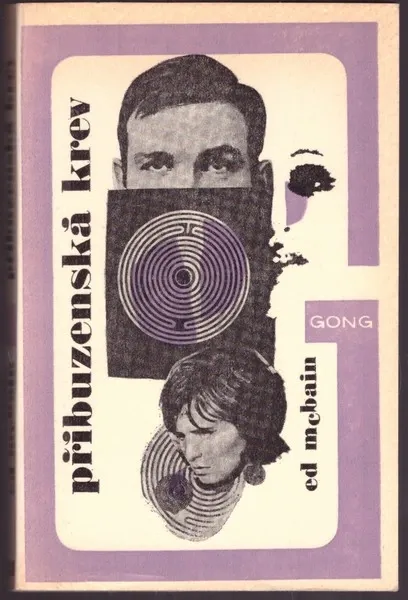 příbuzenská krev
GONG
ed mcbain